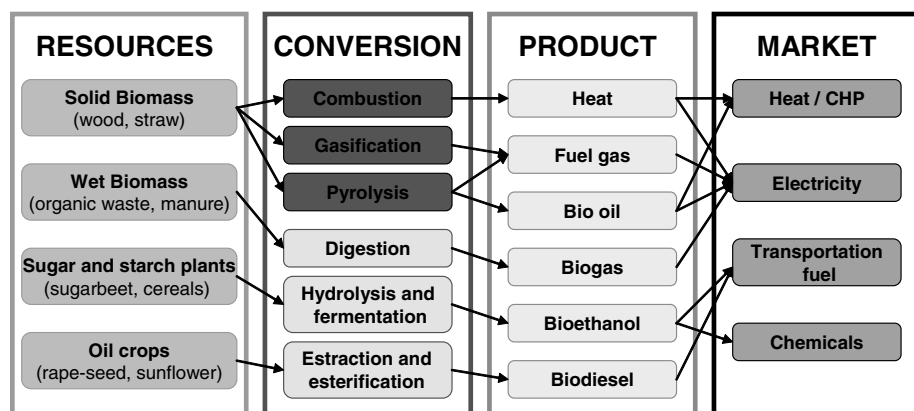 RESOURCES
Solid Biomass
(wood, straw)
Wet Biomass
(organic waste, manure)
Sugar and starch plants
(sugarbeet, cereals)
Oil crops
(rape-seed, sunflower)
CONVERSION
Combustion
Gasification
Pyrolysis
Digestion
Hydrolysis and
fermentation
Estraction and
esterification
PRODUCT
Heat
Fuel gas
Bio oil
Biogas
Bioethanol
Biodiesel
MARKET
Heat / CHP
Electricity
Transportation
fuel
Chemicals